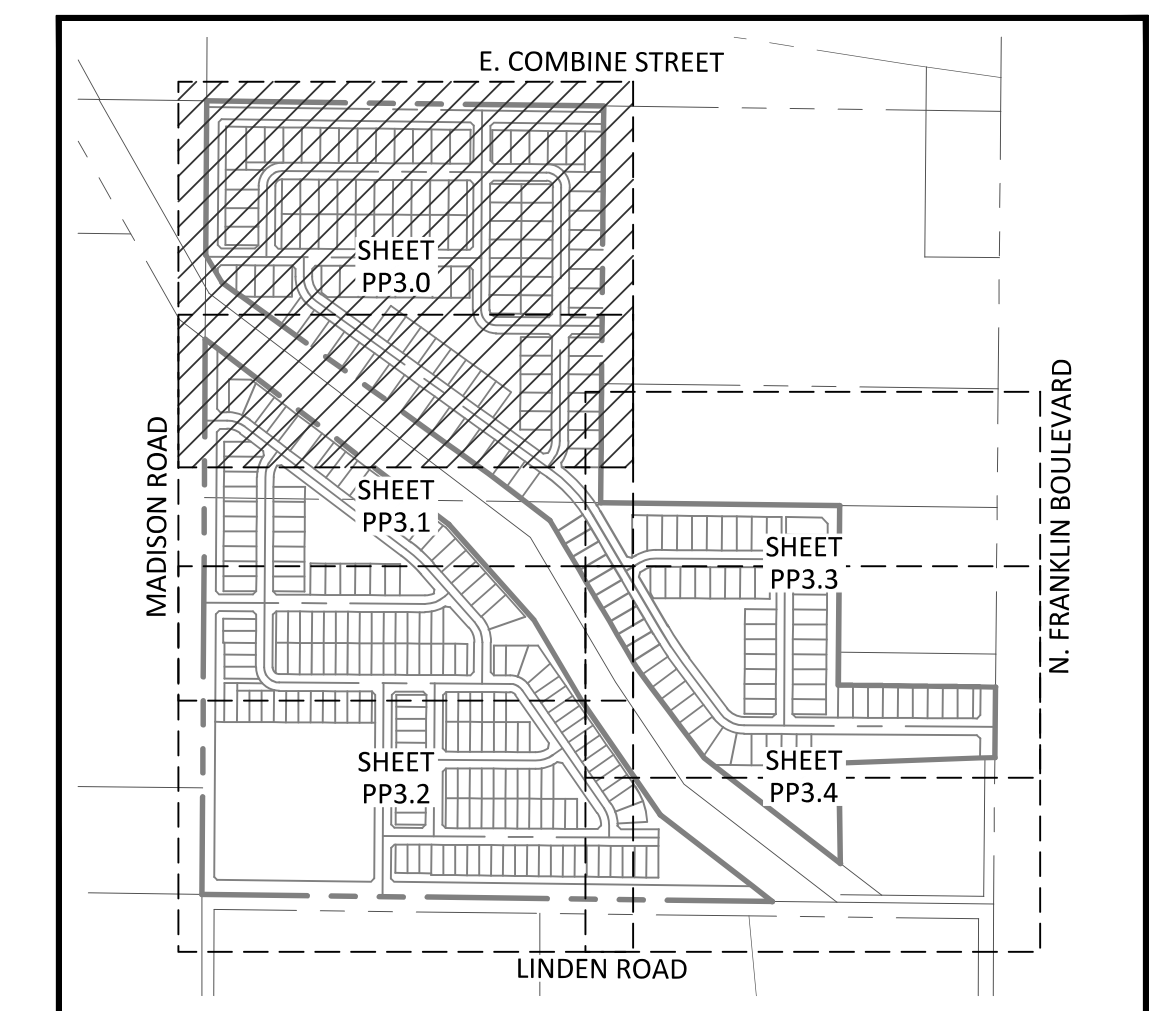 E. COMBINE STREET
SHEET
PP3.0
MADISON ROAD
N. FRANKLIN BOULEVARD
SHEET
PP3.1
SHEET
PP3.3
SHEET
PP3.2
SHEET
PP3.4
LINDEN ROAD